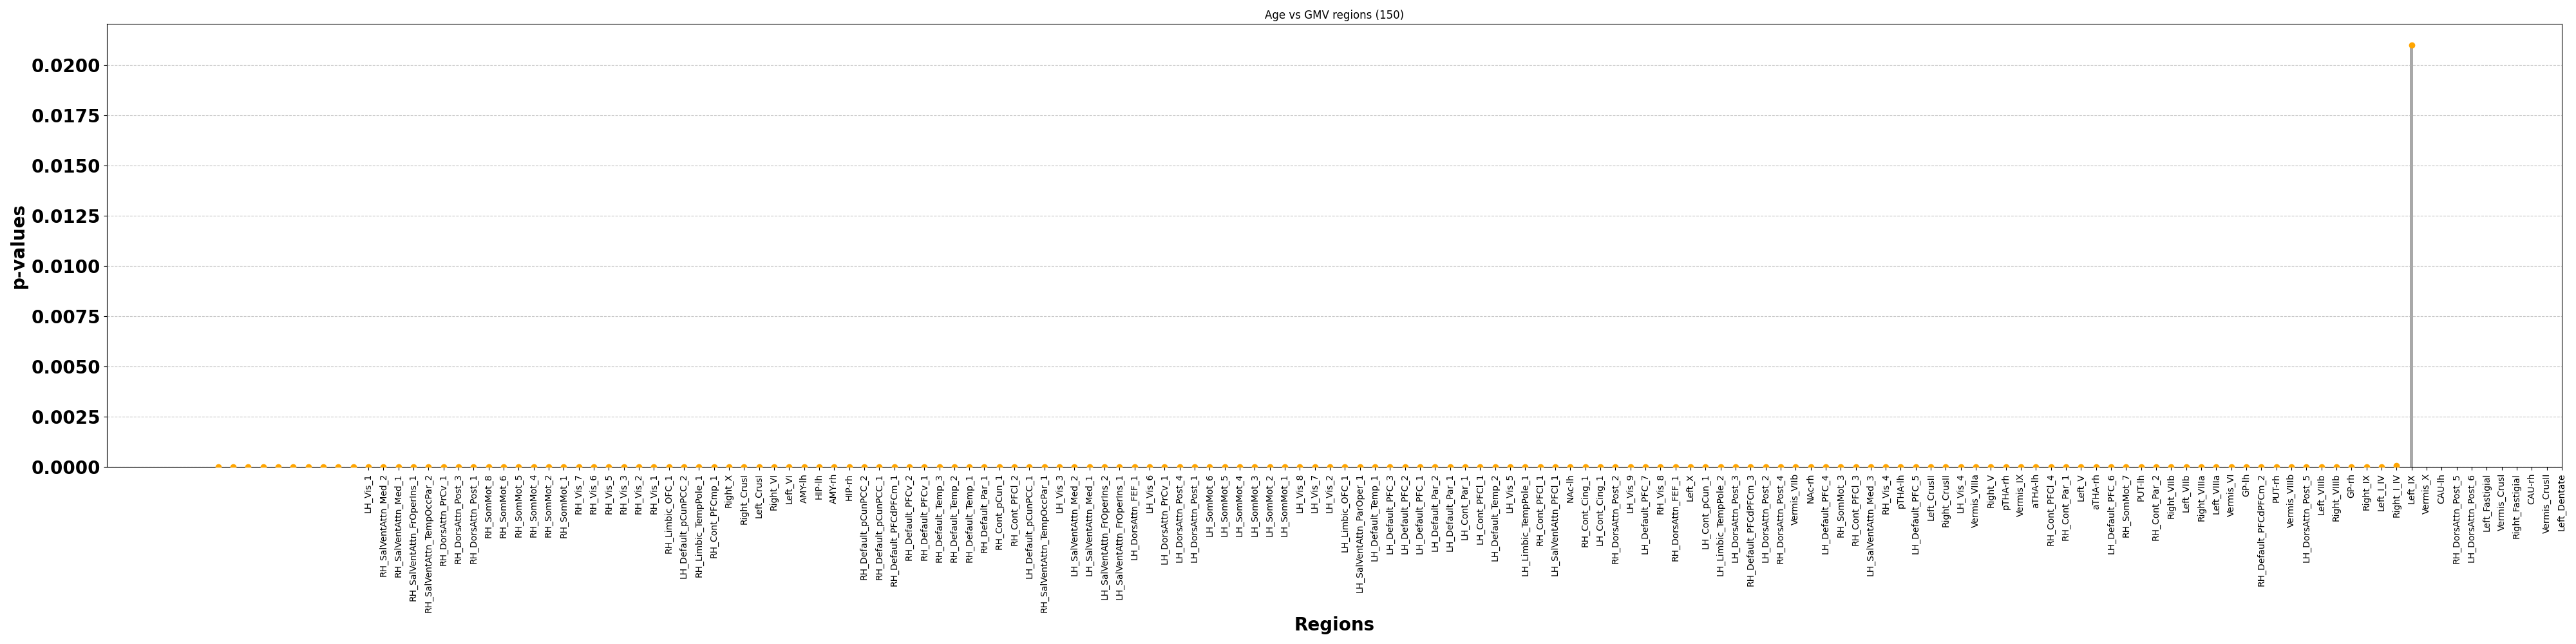 Age vs GMV regions (150)
p-values
0.0200
0.0175
0.0150
0.0125
0.0100
0.0075
0.0050
0.0025
0.0000
LH_Vis_1
RH_SalVentAttn_Med_2
RH_SalVentAttn_Med_1
RH_SalVentAttn_FrOperIns_1
RH_SalVentAttn_TempOccPar_2
RH_DorsAttn_PrCv_1
RH_DorsAttn_Post_3
RH_DorsAttn_Post_1
RH_SomMot_8
RH_SomMot_6
RH_SomMot_5
RH_SomMot_4
RH_SomMot_2
RH_SomMot_1
RH_Vis_7
RH_Vis_6
RH_Vis_5
RH_Vis_3
RH_Vis_2
RH_Vis_1
RH_Limbic_OFC_1
LH_Default_pCunPCC_2
RH_Limbic_TempPole_1
RH_Cont_PFCmp_1
Right_X
Right_CrusI
Left_CrusI
Right_VI
Left_VI
AMY-lh
HIP-lh
AMY-rh
HIP-rh
RH_Default_pCunPCC_2
RH_Default_pCunPCC_1
RH_Default_PFCdPFCm_1
RH_Default_PFCv_2
RH_Default_PFCv_1
RH_Default_Temp_3
RH_Default_Temp_2
RH_Default_Temp_1
RH_Default_Par_1
RH_Cont_pCun_1
RH_Cont_PFCl_2
LH_Default_pCunPCC_1
RH_SalVentAttn_TempOccPar_1
LH_Vis_3
LH_SalVentAttn_Med_2
LH_SalVentAttn_Med_1
LH_SalVentAttn_FrOperIns_2
LH_SalVentAttn_FrOperIns_1
LH_DorsAttn_FEF_1
LH_Vis_6
LH_DorsAttn_PrCv_1
LH_DorsAttn_Post_4
LH_DorsAttn_Post_1
LH_SomMot_6
LH_SomMot_5
LH_SomMot_4
LH_SomMot_3
LH_SomMot_2
LH_SomMot_1
LH_Vis_8
LH_Vis_7
LH_Vis_2
LH_Limbic_OFC_1
LH_SalVentAttn_ParOper_1
LH_Default_Temp_1
LH_Default_PFC_3
LH_Default_PFC_2
LH_Default_PFC_1
LH_Default_Par_2
LH_Default_Par_1
LH_Cont_Par_1
LH_Cont_PFCl_1
LH_Default_Temp_2
LH_Vis_5
LH_Limbic_TempPole_1
RH_Cont_PFCl_1
LH_SalVentAttn_PFCl_1
NAc-lh
RH_Cont_Cing_1
LH_Cont_Cing_1
RH_DorsAttn_Post_2
LH_Vis_9
LH_Default_PFC_7
RH_Vis_8
RH_DorsAttn_FEF_1
Left_X
LH_Cont_pCun_1
LH_Limbic_TempPole_2
LH_DorsAttn_Post_3
RH_Default_PFCdPFCm_3
LH_DorsAttn_Post_2
RH_DorsAttn_Post_4
Vermis_VIIb
NAc-rh
LH_Default_PFC_4
RH_SomMot_3
RH_Cont_PFCl_3
LH_SalVentAttn_Med_3
RH_Vis_4
pTHA-lh
LH_Default_PFC_5
Left_CrusII
Right_CrusII
LH_Vis_4
Vermis_VIIIa
Right_V
pTHA-rh
Vermis_IX
aTHA-lh
RH_Cont_PFCl_4
RH_Cont_Par_1
Left_V
aTHA-rh
LH_Default_PFC_6
RH_SomMot_7
PUT-lh
RH_Cont_Par_2
Right_VIIb
Left_VIIb
Right_VIIIa
Left_VIIIa
Vermis_VI
GP-lh
RH_Default_PFCdPFCm_2
PUT-rh
Vermis_VIIIb
LH_DorsAttn_Post_5
Left_VIIIb
Right_VIIIb
GP-rh
Right_IX
Left_I_IV
Right_I_IV
Left_IX
Vermis_X
CAU-lh
RH_DorsAttn_Post_5
LH_DorsAttn_Post_6
Left_Fastigial
Vermis_CrusI
Right_Fastigial
CAU-rh
Vermis_CrusII
Left_Dentate
Regions